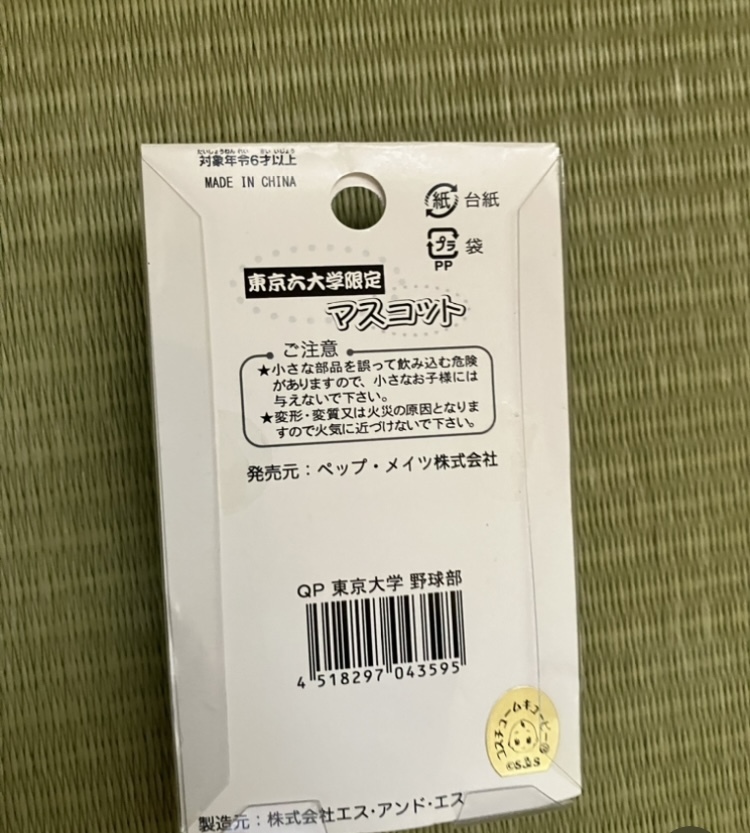 たいしょうねんれい さいいじょう
対象年令6才以上
MADE IN CHINA
紙 台紙
プラ 袋
PP
東京六大学限定
マスコット
ご注意
★小さな部品を誤って飲み込む危険
がありますので、小さなお子様には
与えないで下さい。
★変形・変質又は火災の原因となりま
すので火気に近づけないで下さい。
発売元：ペップ・メイツ株式会社
QP 東京大学 野球部
4 518297 043595
コスチュームキューピー®
©S&S
製造元：株式会社エス・アンド・エス